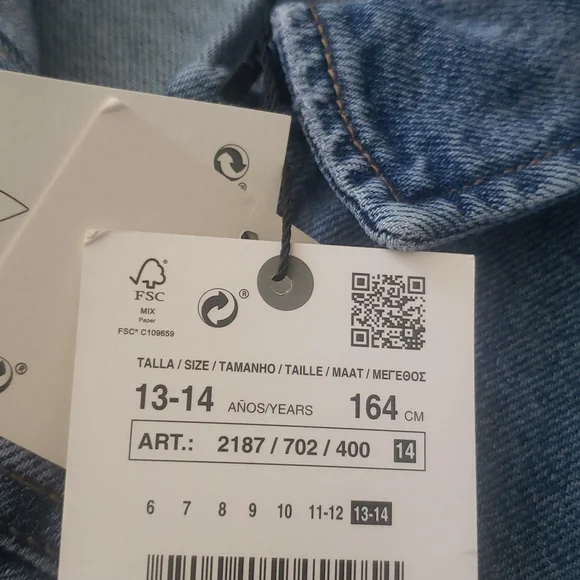 FSC
MIX
Paper
FSC® C109659
®
®
®
TALLA / SIZE / TAMANHO / TAILLE / MAAT / ΜΕΓΕΘΟΣ
13-14 AÑOS/YEARS 164 CM
ART.: 2187 / 702 / 400 14
6 7 8 9 10 11-12 13-14